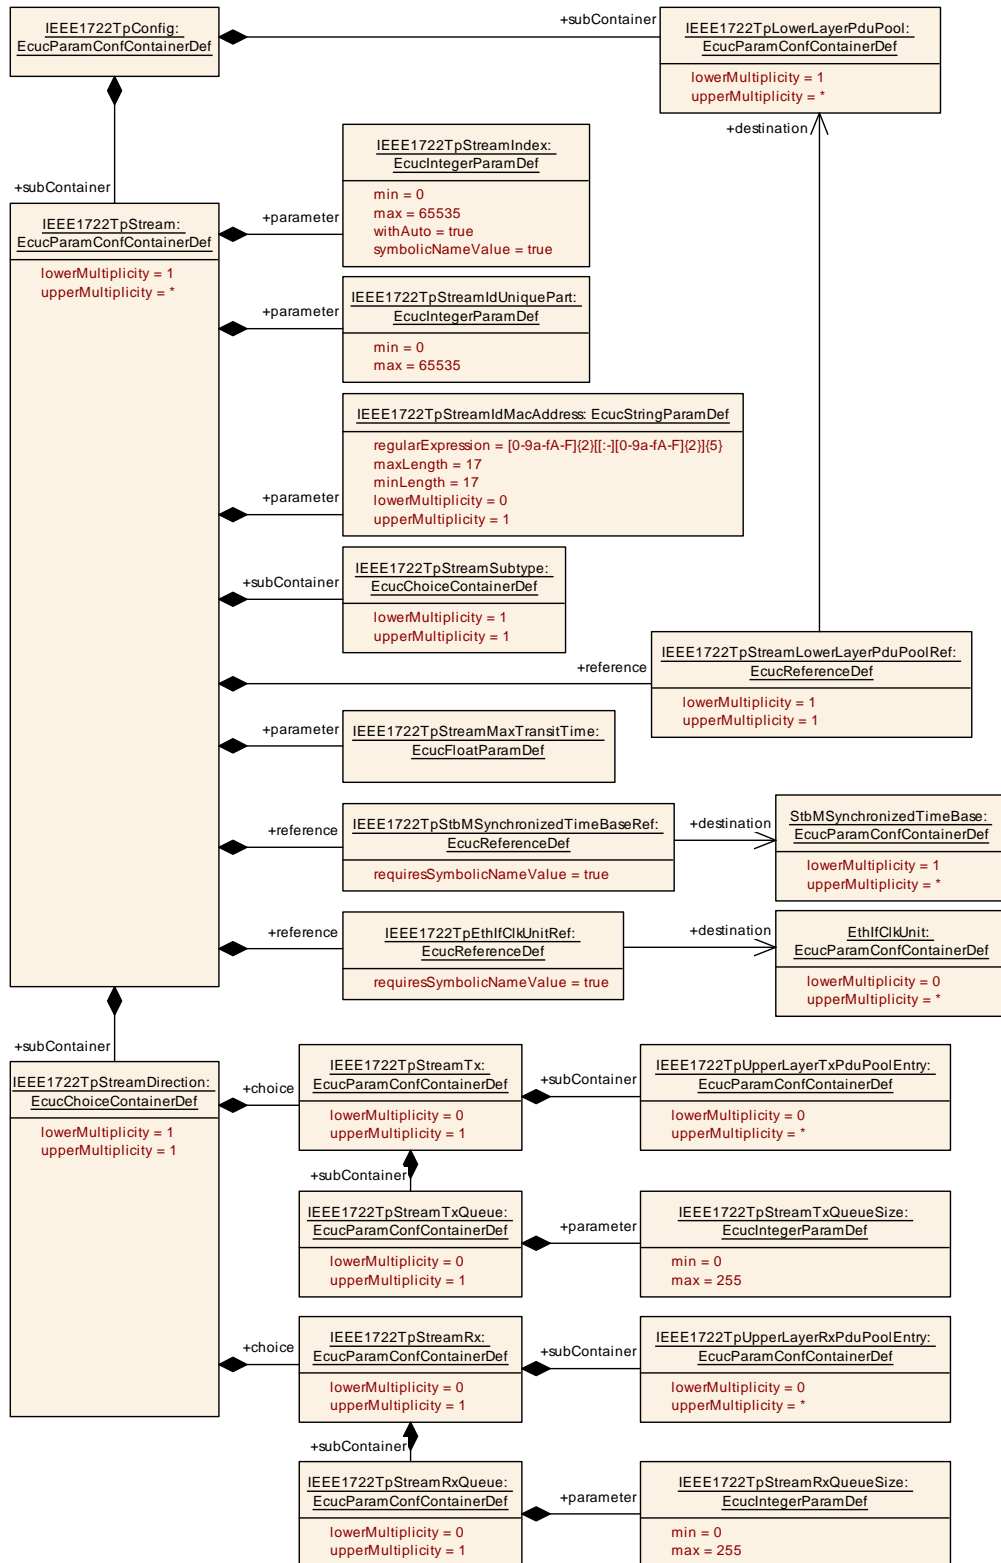 IEEE1722TpConfig:
EcucParamConfContainerDef
+subContainer
IEEE1722TpLowerLayerPduPool:
EcucParamConfContainerDef
lowerMultiplicity = 1
upperMultiplicity = *
+destination
+subContainer
IEEE1722TpStream:
EcucParamConfContainerDef
lowerMultiplicity = 1
upperMultiplicity = *
+parameter
IEEE1722TpStreamIndex:
EcucIntegerParamDef
min = 0
max = 65535
withAuto = true
symbolicNameValue = true
+parameter
IEEE1722TpStreamIdUniquePart:
EcucIntegerParamDef
min = 0
max = 65535
+parameter
IEEE1722TpStreamIdMacAddress: EcucStringParamDef
regularExpression = [0-9a-fA-F]{2}[[:-][0-9a-fA-F]{2}]{5}
maxLength = 17
minLength = 17
lowerMultiplicity = 0
upperMultiplicity = 1
+subContainer
IEEE1722TpStreamSubtype:
EcucChoiceContainerDef
lowerMultiplicity = 1
upperMultiplicity = 1
+reference
IEEE1722TpStreamLowerLayerPduPoolRef:
EcucReferenceDef
lowerMultiplicity = 1
upperMultiplicity = 1
+parameter
IEEE1722TpStreamMaxTransitTime:
EcucFloatParamDef
+reference
IEEE1722TpStbMSynchronizedTimeBaseRef:
EcucReferenceDef
requiresSymbolicNameValue = true
+destination
StbMSynchronizedTimeBase:
EcucParamConfContainerDef
lowerMultiplicity = 1
upperMultiplicity = *
+reference
IEEE1722TpEthIfClkUnitRef:
EcucReferenceDef
requiresSymbolicNameValue = true
+destination
EthIfClkUnit:
EcucParamConfContainerDef
lowerMultiplicity = 0
upperMultiplicity = *
+subContainer
IEEE1722TpStreamDirection:
EcucChoiceContainerDef
lowerMultiplicity = 1
upperMultiplicity = 1
+choice
IEEE1722TpStreamTx:
EcucParamConfContainerDef
lowerMultiplicity = 0
upperMultiplicity = 1
+subContainer
IEEE1722TpUpperLayerTxPduPoolEntry:
EcucParamConfContainerDef
lowerMultiplicity = 0
upperMultiplicity = *
+subContainer
IEEE1722TpStreamTxQueue:
EcucParamConfContainerDef
lowerMultiplicity = 0
upperMultiplicity = 1
+parameter
IEEE1722TpStreamTxQueueSize:
EcucIntegerParamDef
min = 0
max = 255
+choice
IEEE1722TpStreamRx:
EcucParamConfContainerDef
lowerMultiplicity = 0
upperMultiplicity = 1
+subContainer
IEEE1722TpUpperLayerRxPduPoolEntry:
EcucParamConfContainerDef
lowerMultiplicity = 0
upperMultiplicity = *
+subContainer
IEEE1722TpStreamRxQueue:
EcucParamConfContainerDef
lowerMultiplicity = 0
upperMultiplicity = 1
+parameter
IEEE1722TpStreamRxQueueSize:
EcucIntegerParamDef
min = 0
max = 255